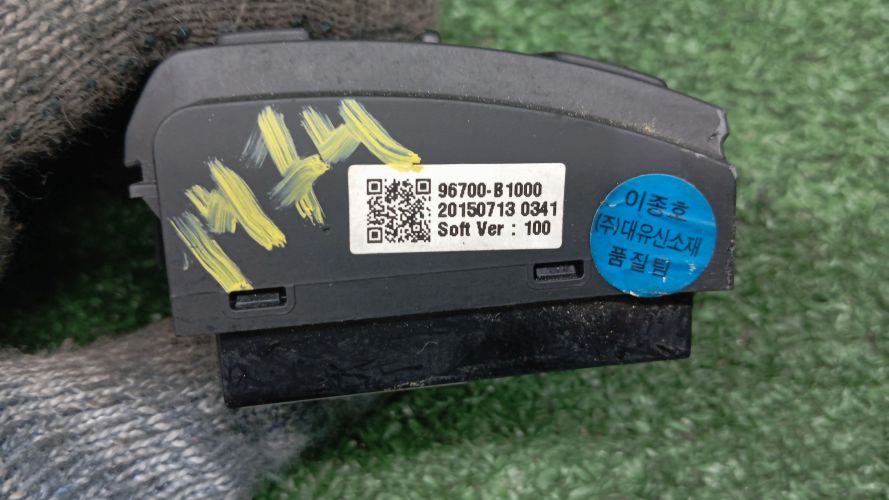 96700-B1000
20150713 0341
Soft Ver : 100
이종호
(주)대유신소재
품질팀